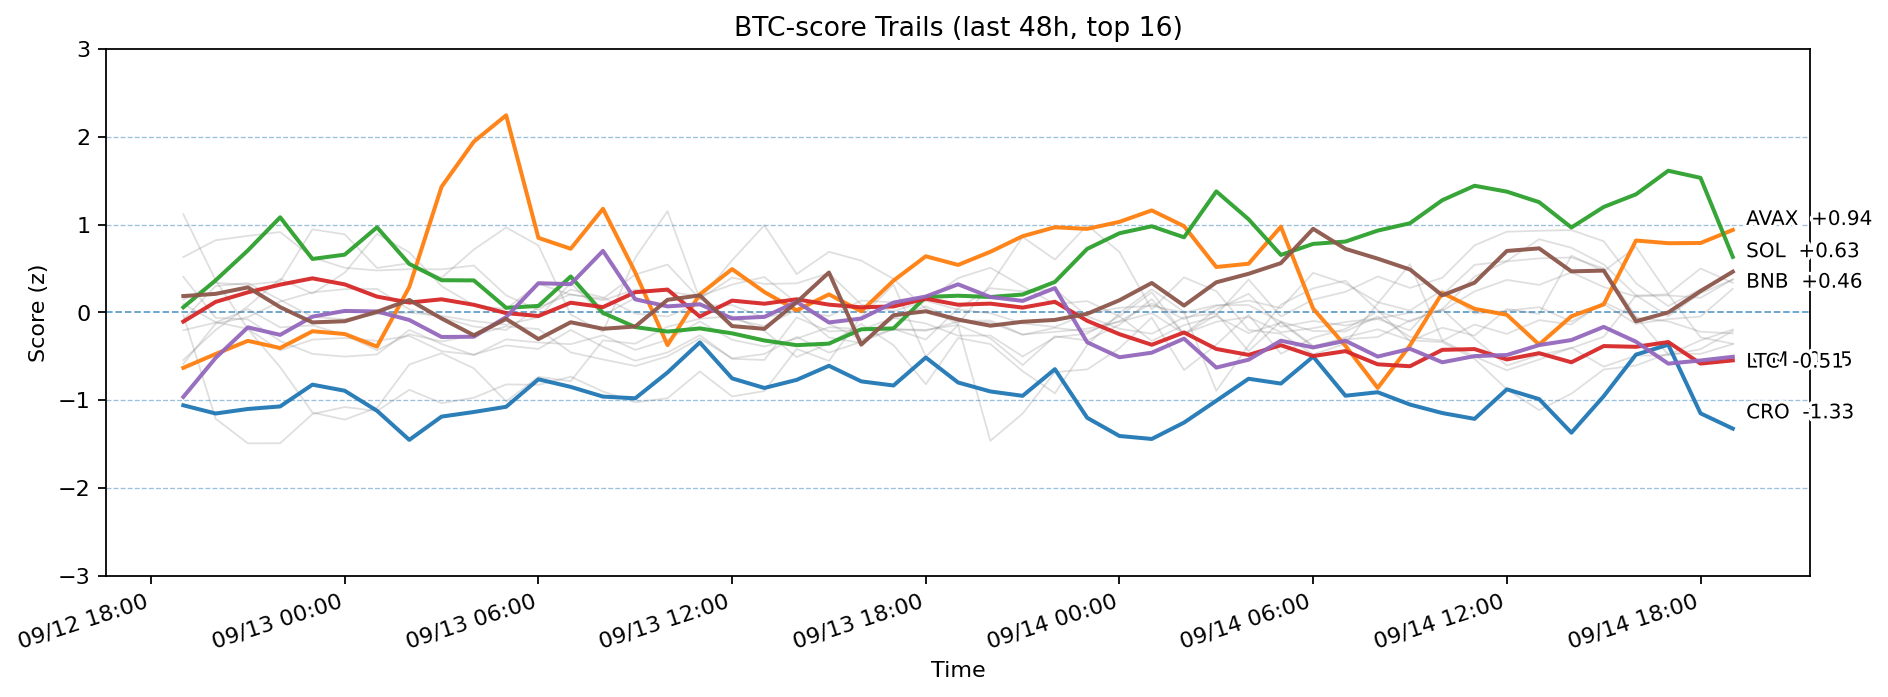 BTC-score Trails (last 48h, top 16)
3
2
1
0
−1
−2
−3
Score (z)
AVAX +0.94
SOL +0.63
BNB +0.46
LTC -0.51
CRO -1.33
09/12 18:00
09/13 00:00
09/13 06:00
09/13 12:00
09/13 18:00
09/14 00:00
09/14 06:00
09/14 12:00
09/14 18:00
Time